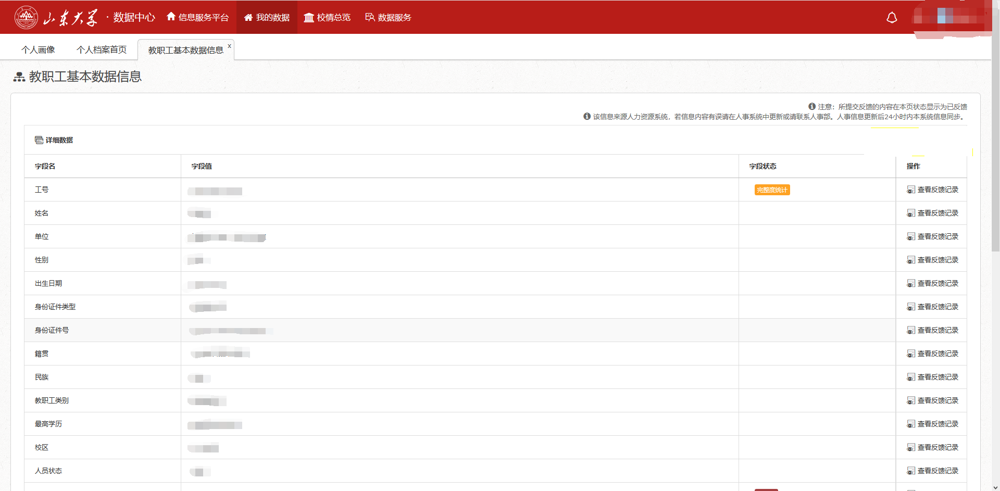 山东大学 · 数据中心 信息服务平台 我的数据 校情总览 数据服务
个人画像 个人档案首页 教职工基本数据信息 x
教职工基本数据信息
注意：所提交反馈的内容在本页状态显示为已反馈
该信息来源人力资源系统，若信息内容有误请在人事系统中更新或请联系人事部。人事信息更新后24小时内本系统信息同步。
详细数据
字段名 字段值 字段状态 操作
工号 完整度统计 查看反馈记录
姓名 查看反馈记录
单位 查看反馈记录
性别 查看反馈记录
出生日期 查看反馈记录
身份证件类型 查看反馈记录
身份证件号 查看反馈记录
籍贯 查看反馈记录
民族 查看反馈记录
教职工类别 查看反馈记录
最高学历 查看反馈记录
校区 查看反馈记录
人员状态 查看反馈记录